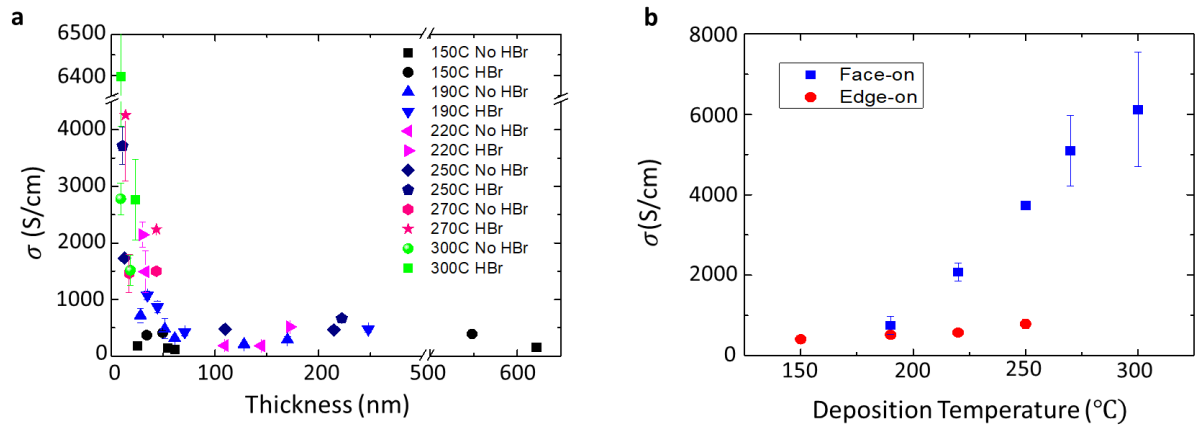 a
6500
6400
4000
3000
2000
1000
0
σ (S/cm)
0 100 200 500 600
Thickness (nm)
150C No HBr
150C HBr
190C No HBr
190C HBr
220C No HBr
220C HBr
250C No HBr
250C HBr
270C No HBr
270C HBr
300C No HBr
300C HBr
b
8000
6000
4000
2000
0
σ(S/cm)
150 200 250 300
Deposition Temperature (°C)
Face-on
Edge-on